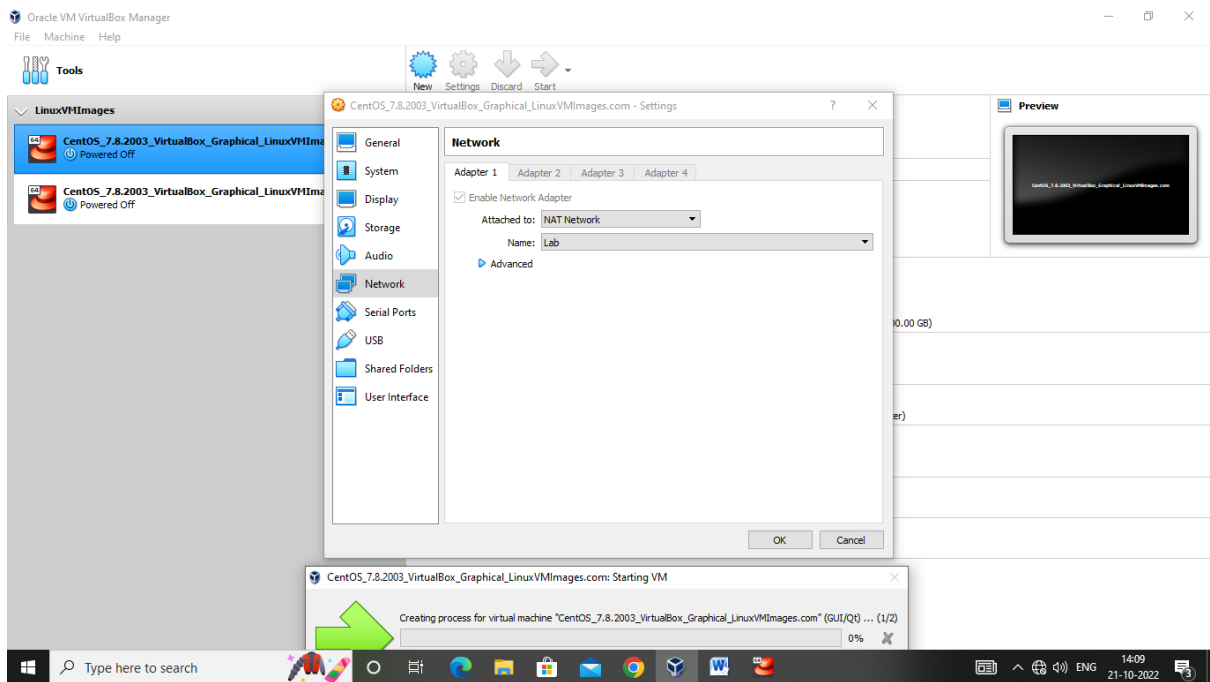 Oracle VM VirtualBox Manager
File Machine Help
Tools
New Settings Discard Start
LinuxVMImages
64
CentOS_7.8.2003_VirtualBox_Graphical_LinuxVMIma
Powered Off
64
CentOS_7.8.2003_VirtualBox_Graphical_LinuxVMIma
Powered Off
Preview
CentOS_7.8.2003_VirtualBox_Graphical_LinuxVMImages.com
CentOS_7.8.2003_VirtualBox_Graphical_LinuxVMImages.com - Settings
General
System
Display
Storage
Audio
Network
Serial Ports
USB
Shared Folders
User Interface
Network
Adapter 1 Adapter 2 Adapter 3 Adapter 4
Enable Network Adapter
Attached to: NAT Network
Name: Lab
Advanced
OK Cancel
0.00 GB)
er)
CentOS_7.8.2003_VirtualBox_Graphical_LinuxVMImages.com: Starting VM
Creating process for virtual machine "CentOS_7.8.2003_VirtualBox_Graphical_LinuxVMImages.com" (GUI/Qt) ... (1/2)
0%
Type here to search
ENG
14:09
21-10-2022
3